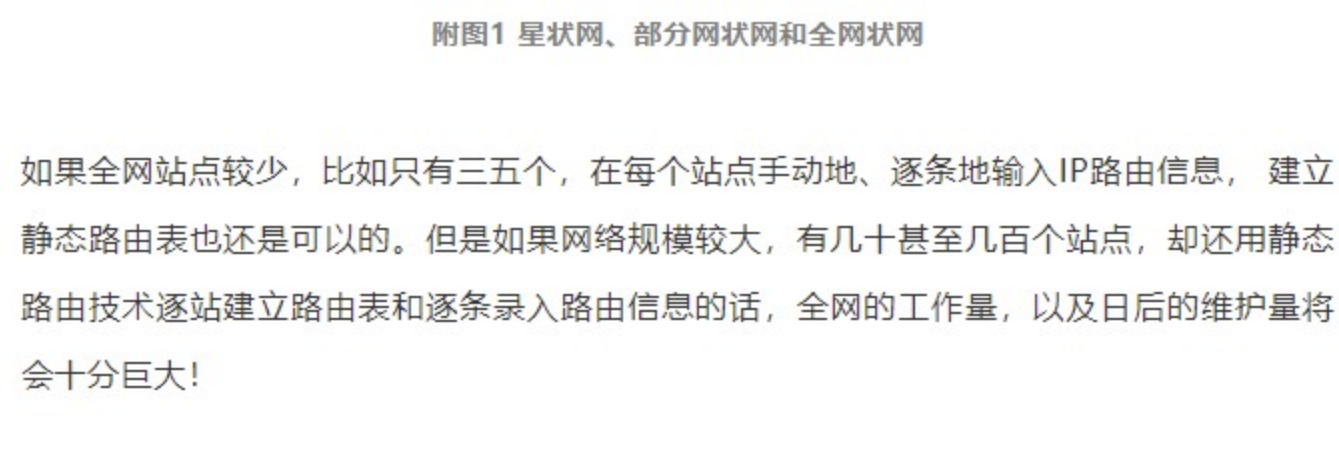 附图1 星状网、部分网状网和全网状网
如果全网站点较少，比如只有三五个，在每个站点手动地、逐条地输入IP路由信息， 建立
静态路由表也还是可以的。但是如果网络规模较大，有几十甚至几百个站点，却还用静态
路由技术逐站建立路由表和逐条录入路由信息的话，全网的工作量，以及日后的维护量将
会十分巨大！